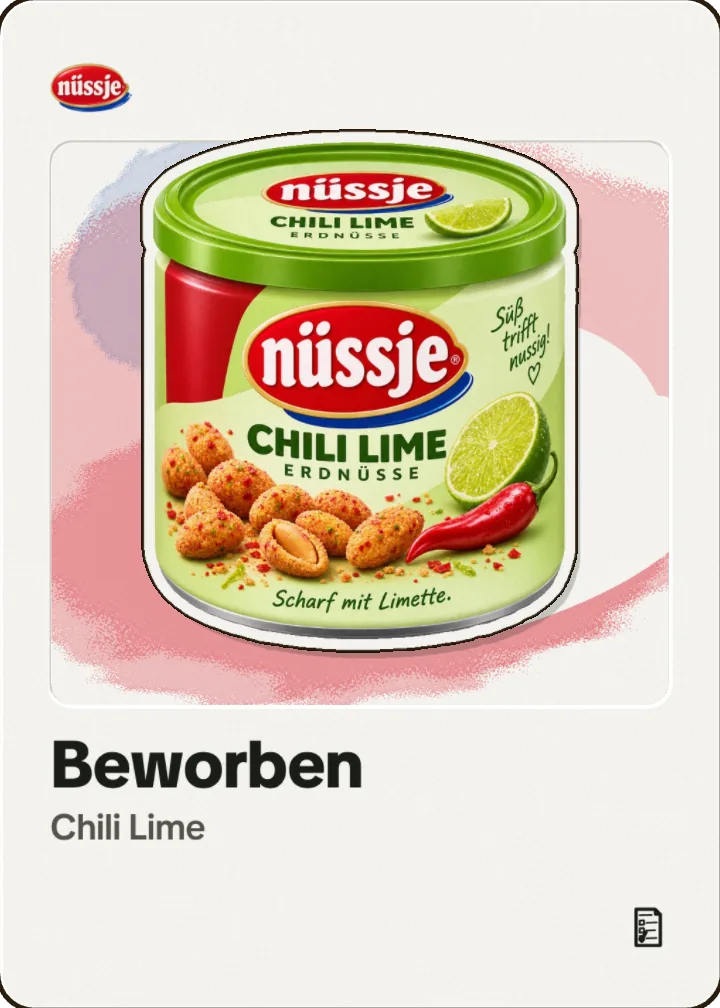 nüssje
nüssje
CHILI LIME
ERDNÜSSE
Süß
trifft
nussig!
nüssje®
CHILI LIME
ERDNÜSSE
Scharf mit Limette.
Beworben
Chili Lime